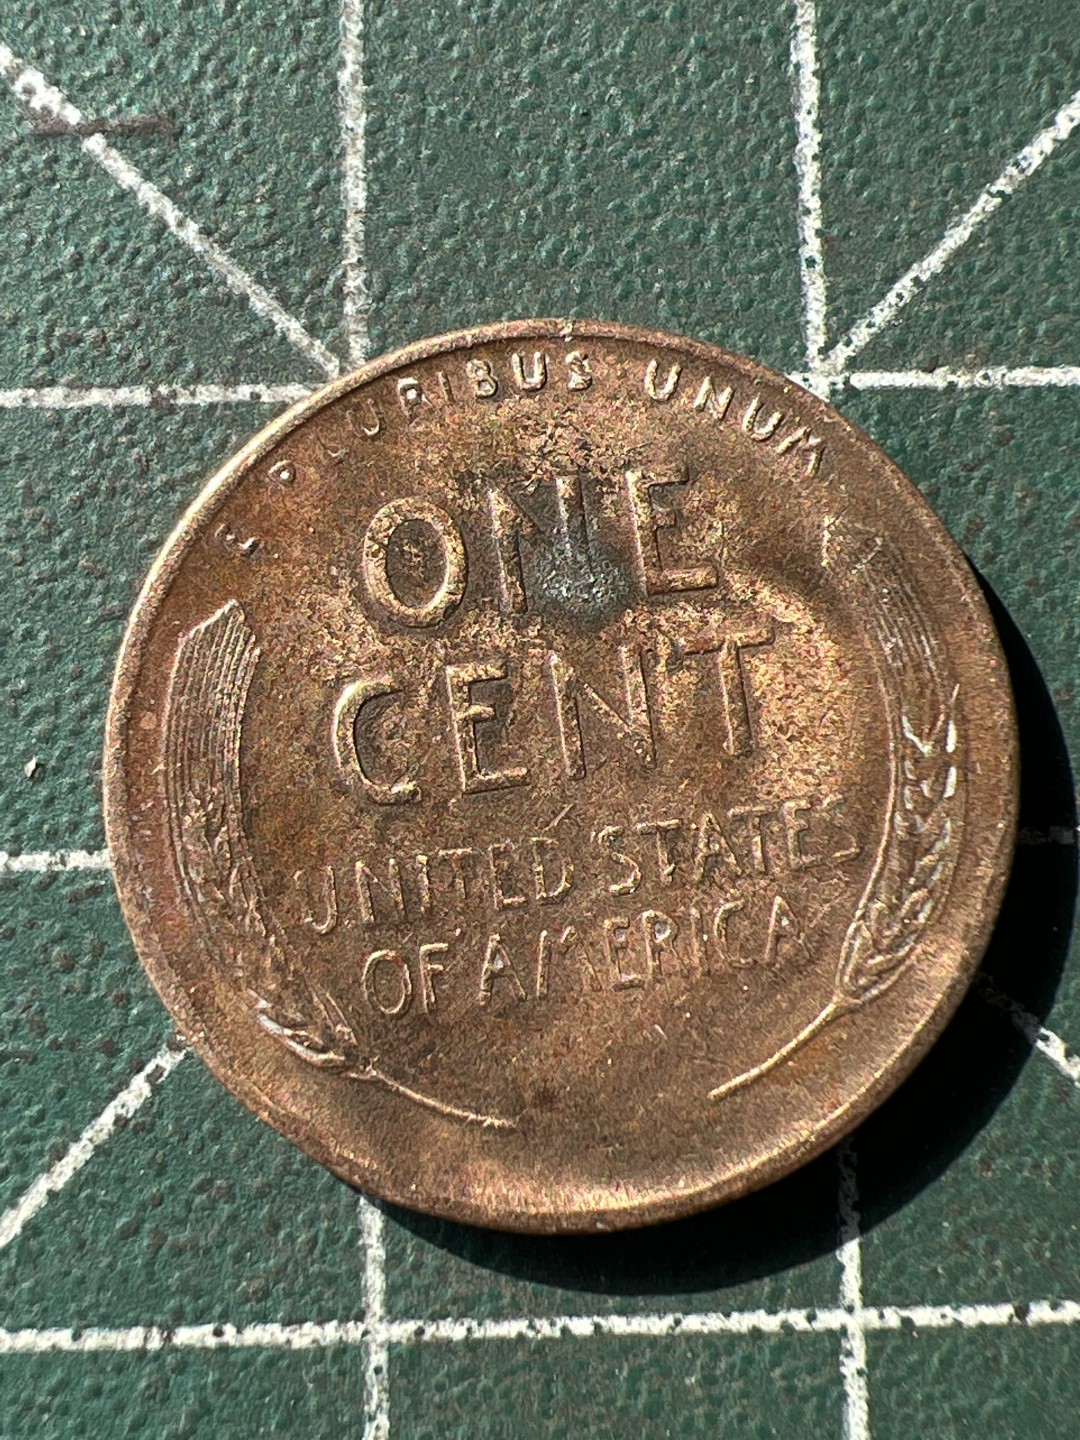 E PLURIBUS UNUM
ONE
CENT
UNITED STATES
OF AMERICA